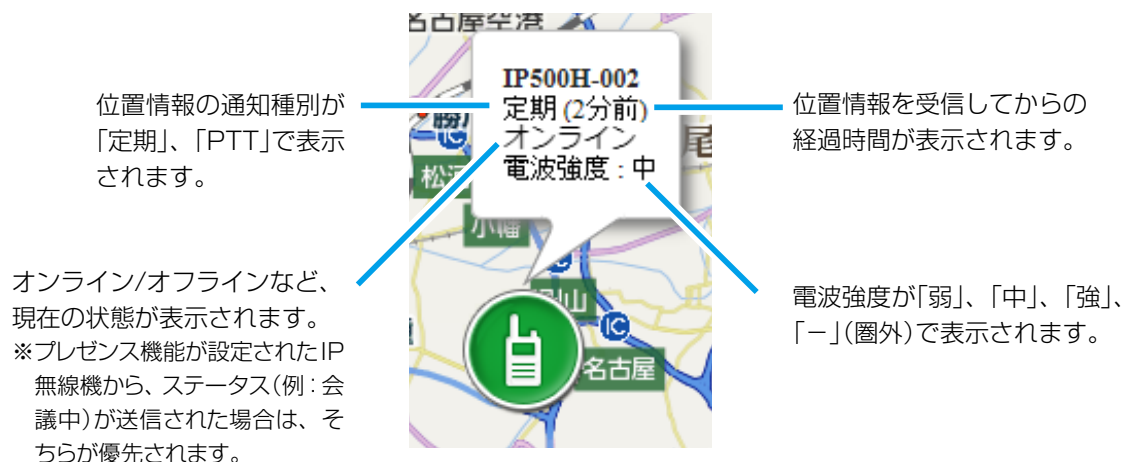 位置情報の通知種別が
「定期」、「PTT」で表示
されます。
オンライン/オフラインなど、
現在の状態が表示されます。
※プレゼンス機能が設定されたIP
無線機から、ステータス(例:会
議中)が送信された場合は、そ
ちらが優先されます。
名古屋空港
IP500H-002
定期 (2分前)
オンライン
電波強度 : 中
勝
IC
尾
松河
小幡
山
IC
名古屋
位置情報を受信してからの
経過時間が表示されます。
電波強度が「弱」、「中」、「強」、
「－」(圏外)で表示されます。